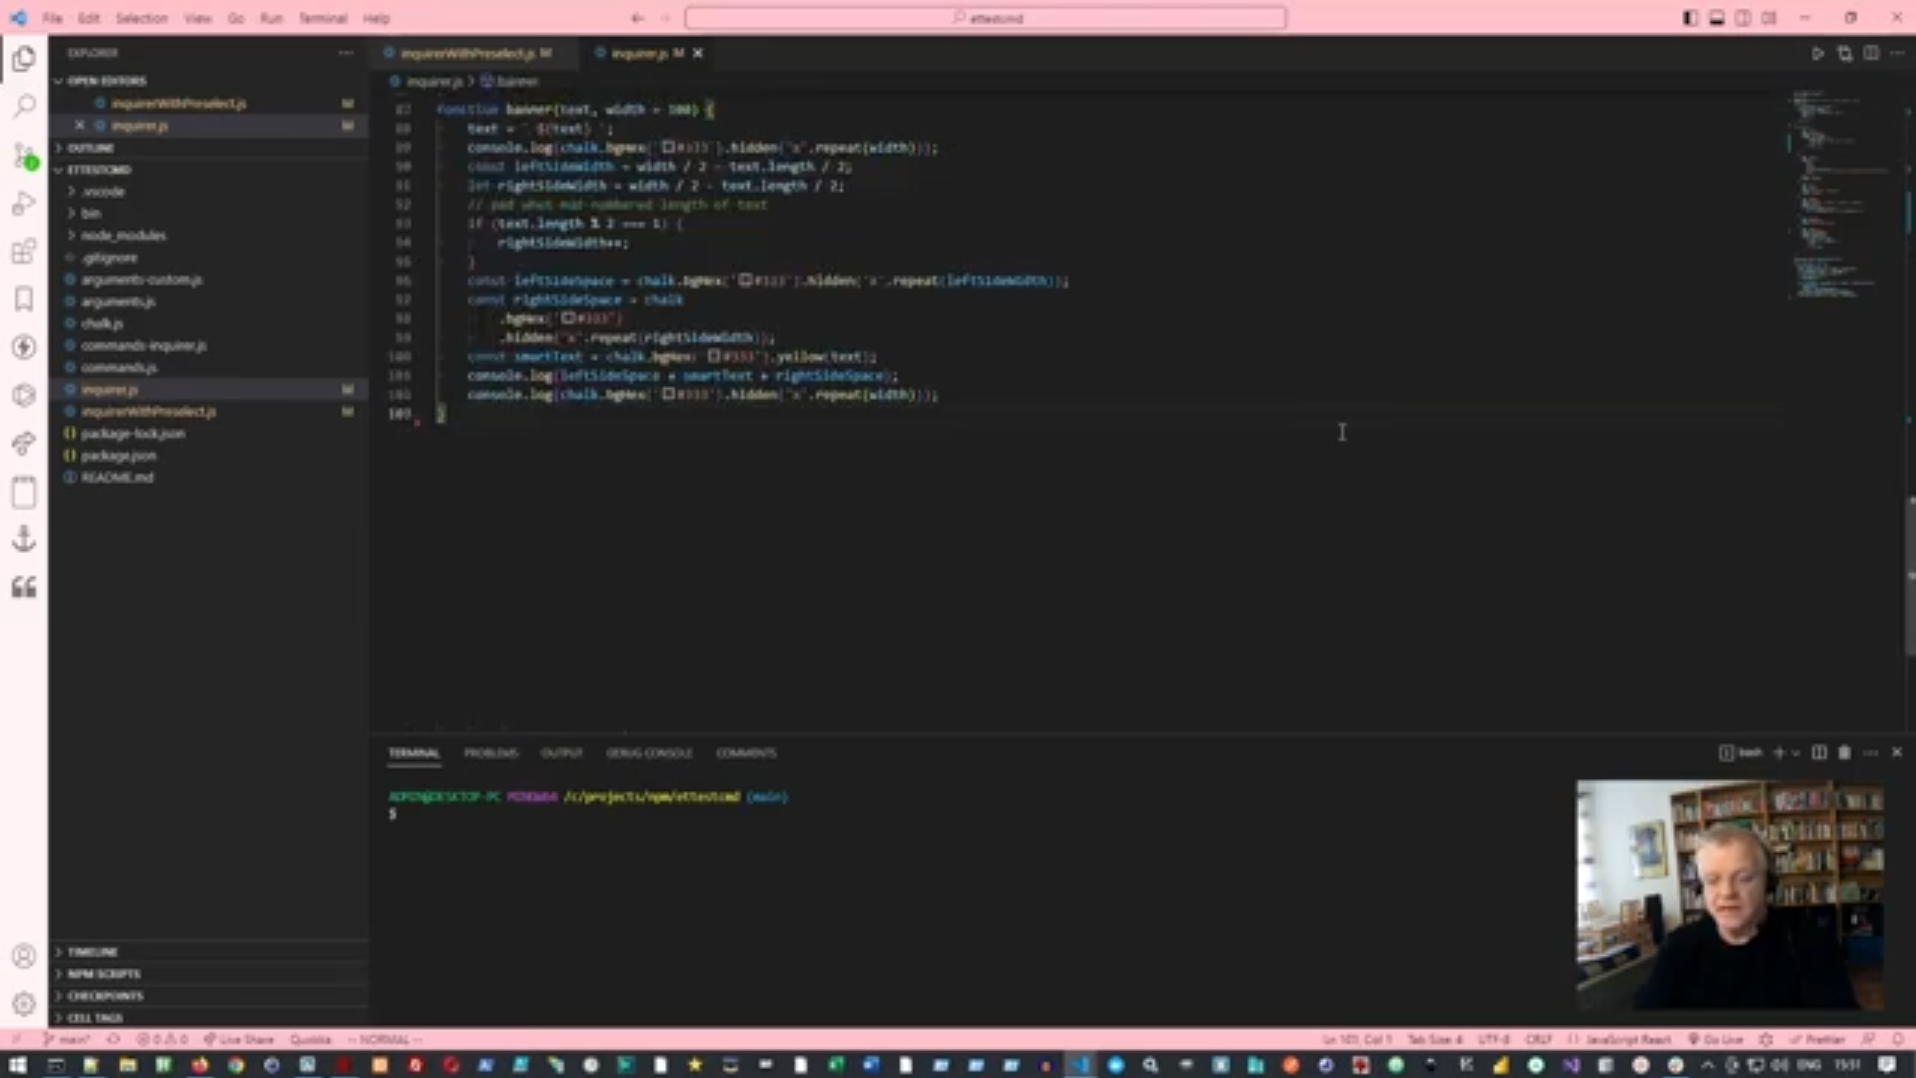 File Edit Selection View Go Run Terminal Help
ettestcmd
EXPLORER
OPEN EDITORS
inquirerWithPreselect.js M
inquirer.js M
OUTLINE
ETTESTCMD
.vscode
bin
node_modules
.gitignore
arguments-custom.js
arguments.js
chalk.js
commands-inquirer.js
commands.js
inquirer.js M
inquirerWithPreselect.js M
package-lock.json
package.json
README.md
TIMELINE
NPM SCRIPTS
CHECKPOINTS
CELL TAGS
inquirerWithPreselect.js M
inquirer.js M
inquirer.js > banner
87 function banner(text, width = 100) {
88 text = ` ${text} `;
89 console.log(chalk.bgHex("#333").hidden("x".repeat(width)));
90 const leftSideWidth = width / 2 - text.length / 2;
91 let rightSideWidth = width / 2 - text.length / 2;
92 // pad odd-numbered length of text
93 if (text.length % 2 === 1) {
94 rightSideWidth++;
95 }
96 const leftSideSpace = chalk.bgHex("#333").hidden("x".repeat(leftSideWidth));
97 const rightSideSpace = chalk
98 .bgHex("#333")
99 .hidden("x".repeat(rightSideWidth));
100 const smartText = chalk.bgHex("#333").yellow(text);
101 console.log(leftSideSpace + smartText + rightSideSpace);
102 console.log(chalk.bgHex("#333").hidden("x".repeat(width)));
103 }
TERMINAL PROBLEMS OUTPUT DEBUG CONSOLE COMMENTS
bash
ADMIN@DESKTOP-PC MINGW64 /c/projects/npm/ettestcmd (main)
$
main* 0 0 Live Share Quokka -- NORMAL --
Ln 103, Col 1 Tab Size: 4 UTF-8 CRLF JavaScript React Go Live Prettier
ENG 15:51